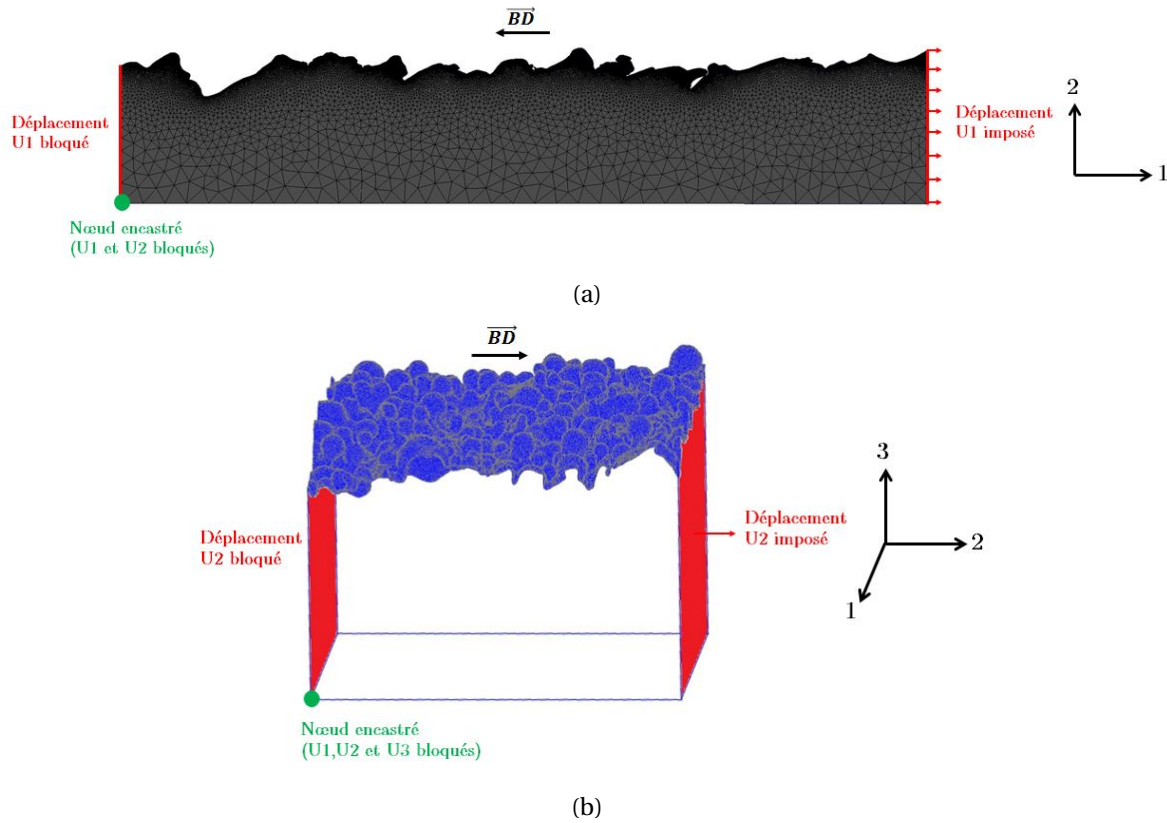 BD
2
Déplacement
U1 bloqué
Déplacement
U1 imposé
1
Nœud encastré
(U1 et U2 bloqués)
(a)
BD
3
Déplacement
U2 bloqué
Déplacement
U2 imposé
2
1
Nœud encastré
(U1,U2 et U3 bloqués)
(b)